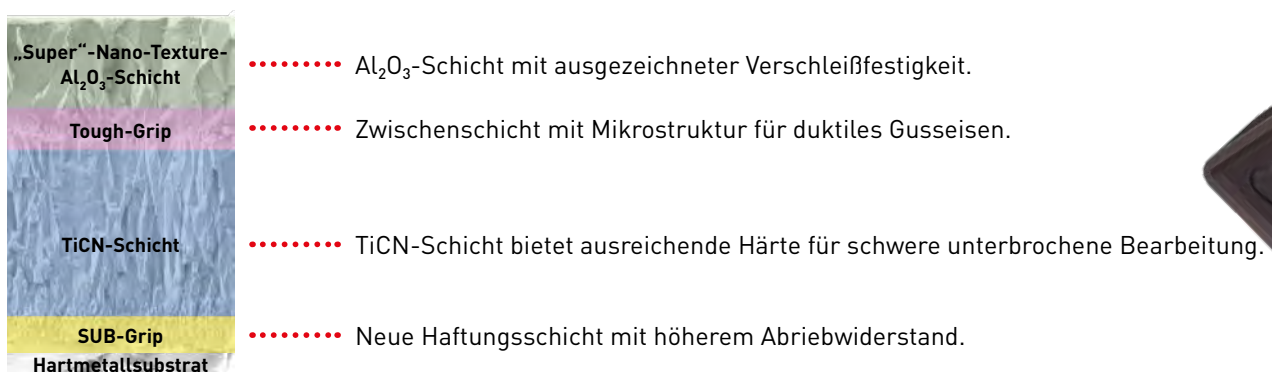 „Super“-Nano-Texture-
Al₂O₃-Schicht
Al₂O₃-Schicht mit ausgezeichneter Verschleißfestigkeit.
Tough-Grip
Zwischenschicht mit Mikrostruktur für duktiles Gusseisen.
TiCN-Schicht
TiCN-Schicht bietet ausreichende Härte für schwere unterbrochene Bearbeitung.
SUB-Grip
Neue Haftungsschicht mit höherem Abriebwiderstand.
Hartmetallsubstrat